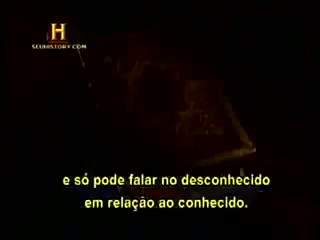 H
SEUHISTORY.COM
e só pode falar no desconhecido
em relação ao conhecido.